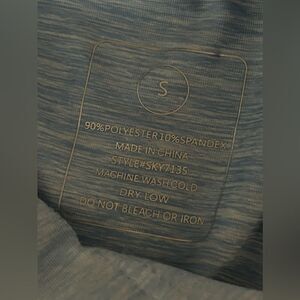 S
90%POLYESTER10%SPANDEX
MADE IN CHINA
STYLE#SKY7135
MACHINE WASH COLD
DRY LOW
DO NOT BLEACH OR IRON